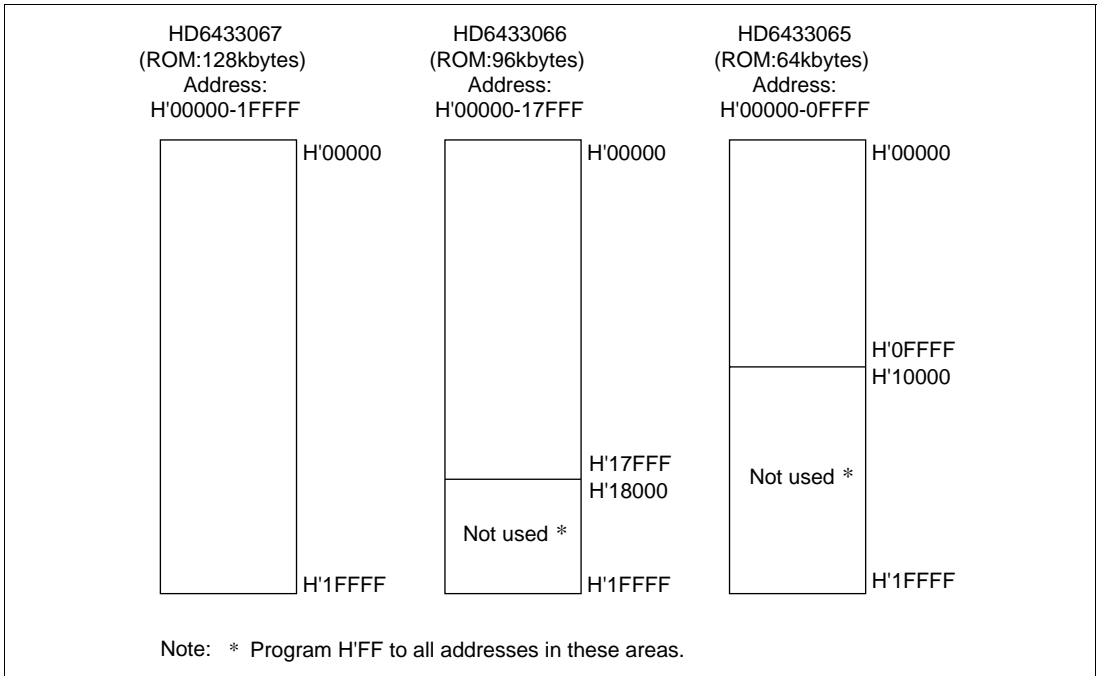 HD6433067
(ROM:128kbytes)
Address:
H'00000-1FFFF
H'00000
H'1FFFF
HD6433066
(ROM:96kbytes)
Address:
H'00000-17FFF
H'00000
H'17FFF
H'18000
Not used *
H'1FFFF
HD6433065
(ROM:64kbytes)
Address:
H'00000-0FFFF
H'00000
H'0FFFF
H'10000
Not used *
H'1FFFF
Note: * Program H'FF to all addresses in these areas.